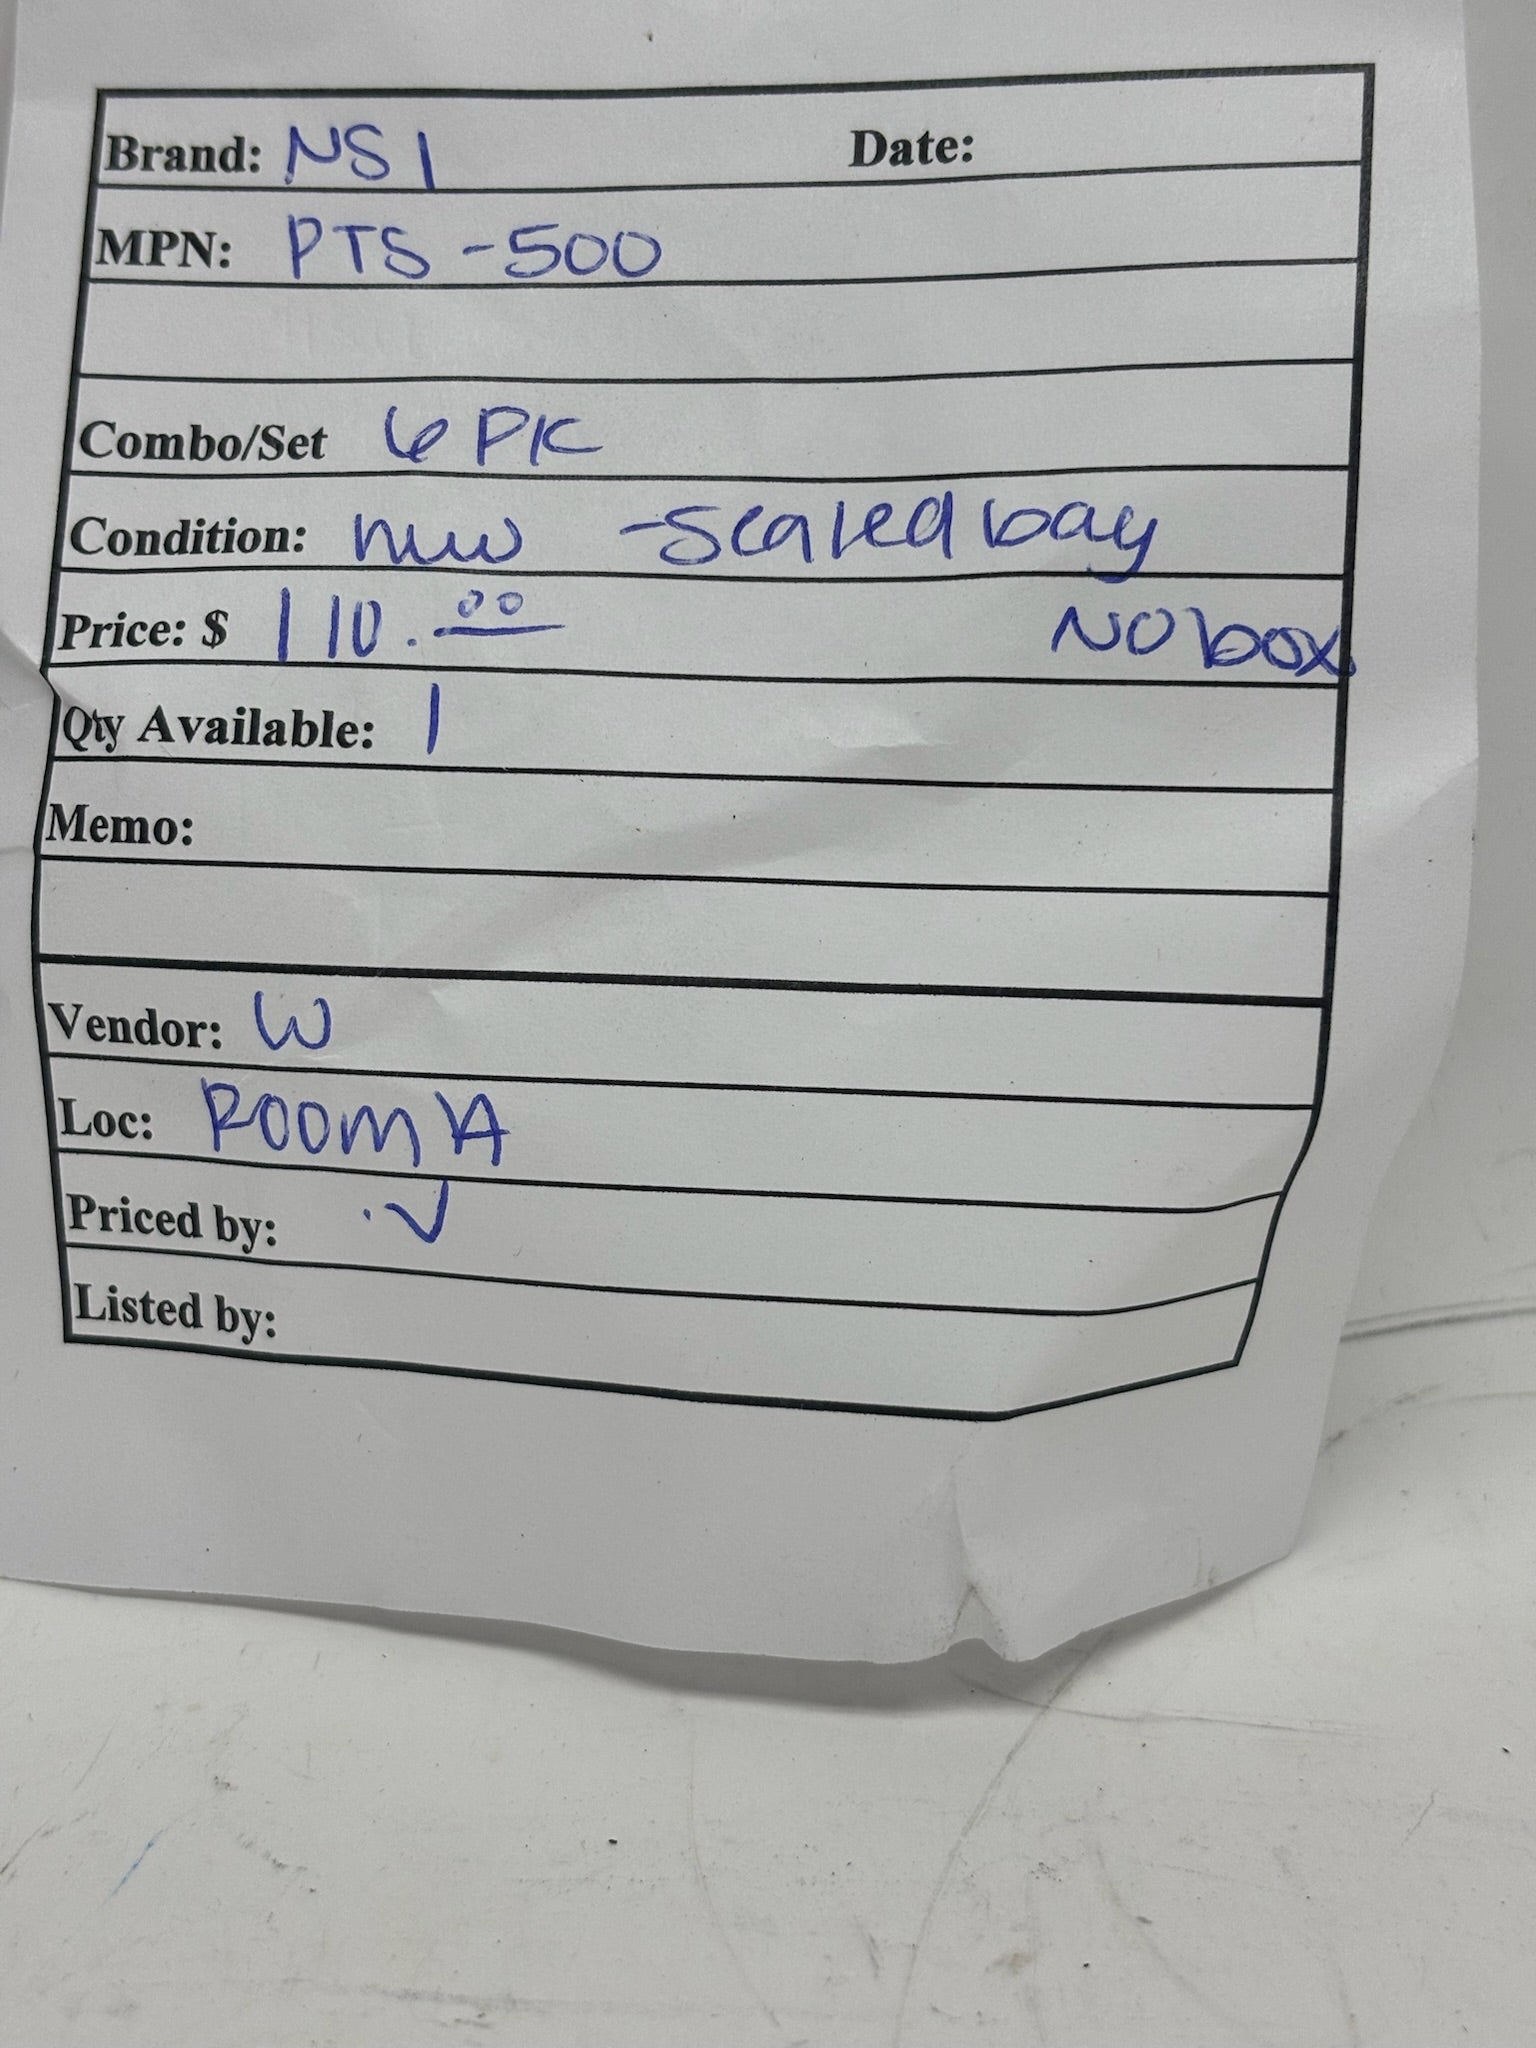 Brand: NSI Date:
MPN: PTS-500
Combo/Set 6 PK
Condition: new - sealed bag
Price: $ 110.00 NO box
Qty Available: 1
Memo:
Vendor: W
Loc: ROOM A
Priced by: .V
Listed by: